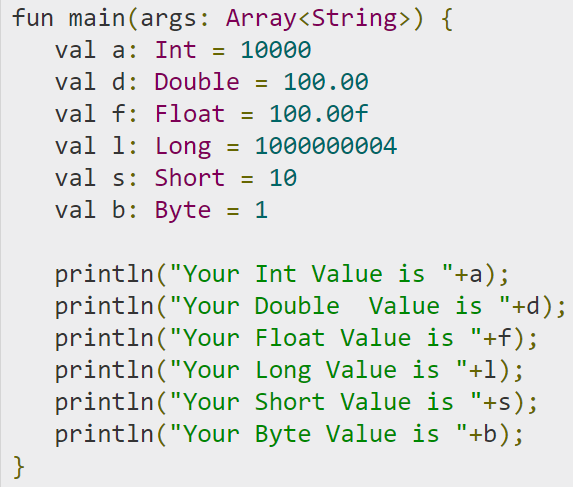 fun main(args: Array<String>) {
   val a: Int = 10000
   val d: Double = 100.00
   val f: Float = 100.00f
   val l: Long = 1000000004
   val s: Short = 10
   val b: Byte = 1

   println("Your Int Value is "+a);
   println("Your Double  Value is "+d);
   println("Your Float Value is "+f);
   println("Your Long Value is "+l);
   println("Your Short Value is "+s);
   println("Your Byte Value is "+b);
}